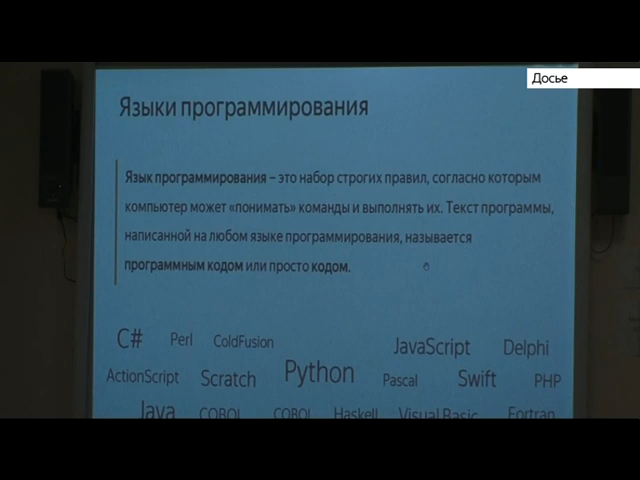 Досье
Языки программирования
Язык программирования – это набор строгих правил, согласно которым
компьютер может «понимать» команды и выполнять их. Текст программы,
написанной на любом языке программирования, называется
программным кодом или просто кодом.
C# Perl ColdFusion JavaScript Delphi
ActionScript Scratch Python Pascal Swift PHP
Java COBOL COBOL Haskell Visual Basic Fortran